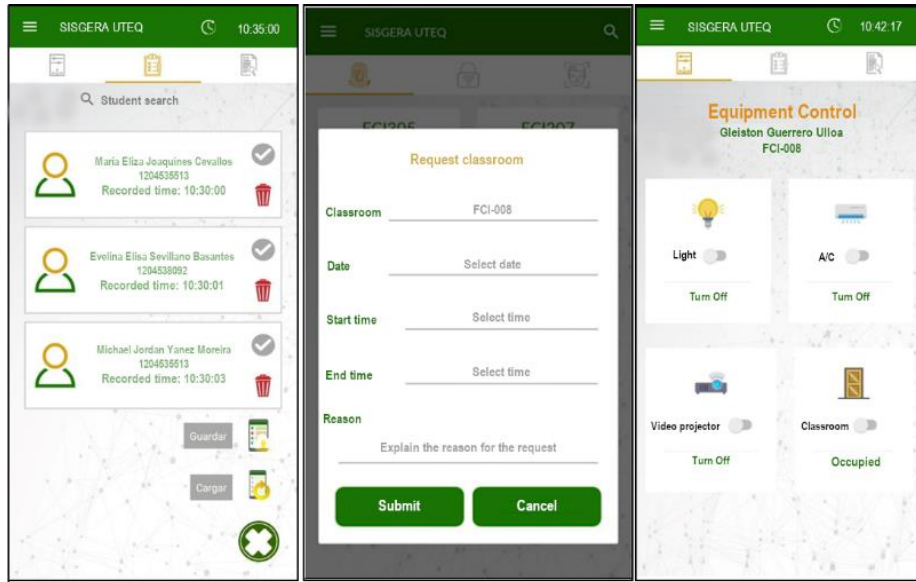 SISGERA UTEQ
10:35:00
Student search
Maria Eliza Joaquines Cevallos
1204535513
Recorded time: 10:30:00
Evelina Elisa Sevillano Basantes
1204538092
Recorded time: 10:30:01
Michael Jordan Yanez Moreira
1204535513
Recorded time: 10:30:03
Guardar
Cargar
SISGERA UTEQ
FCI305
FCI207
Request classroom
Classroom
FCI-008
Date
Select date
Start time
Select time
End time
Select time
Reason
Explain the reason for the request
Submit
Cancel
SISGERA UTEQ
10:42:17
Equipment Control
Gleiston Guerrero Ulloa
FCI-008
Light
A/C
Turn Off
Turn Off
Video projector
Classroom
Turn Off
Occupied